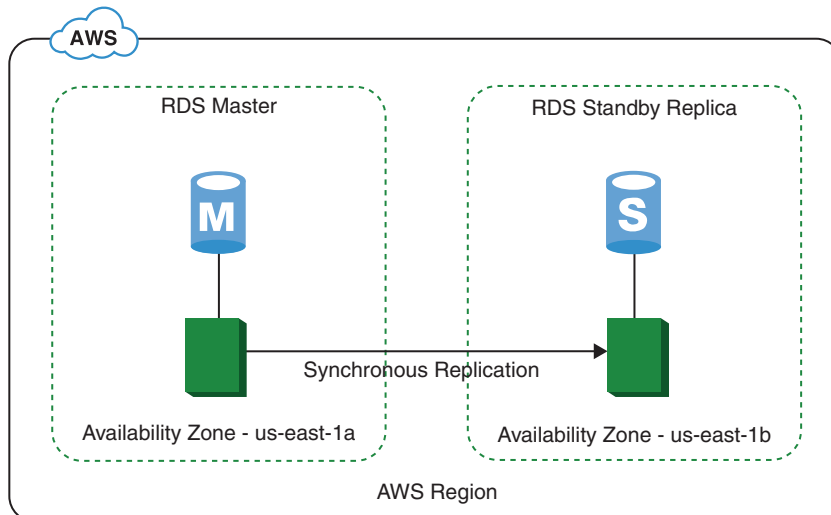 AWS
RDS Master
RDS Standby Replica
M
S
Synchronous Replication
Availability Zone - us-east-1a
Availability Zone - us-east-1b
AWS Region